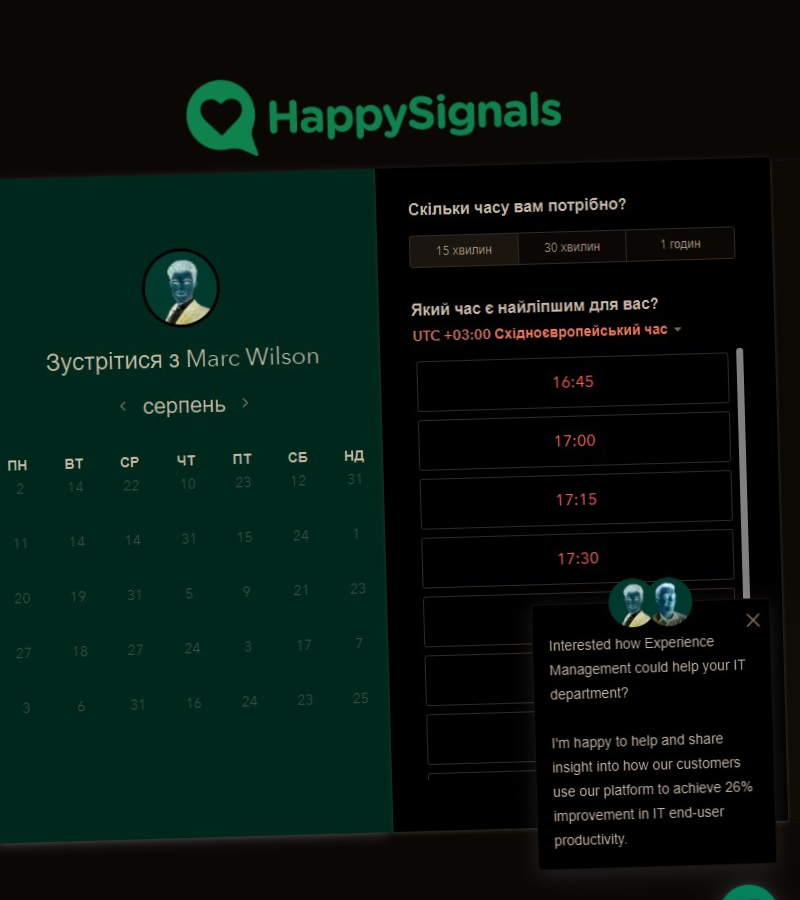 HappySignals
Зустрітися з Marc Wilson
серпень
ПН ВТ СР ЧТ ПТ СБ НД
2 14 22 10 23 12 31
11 14 14 31 15 24 1
20 19 31 5 9 21 23
27 18 27 24 3 17 7
3 6 31 16 24 23 25
Скільки часу вам потрібно?
15 хвилин 30 хвилин 1 годин
Який час є найліпшим для вас?
UTC +03:00 Східноєвропейський час
16:45
17:00
17:15
17:30
Interested how Experience
Management could help your IT
department?
I'm happy to help and share
insight into how our customers
use our platform to achieve 26%
improvement in IT end-user
productivity.